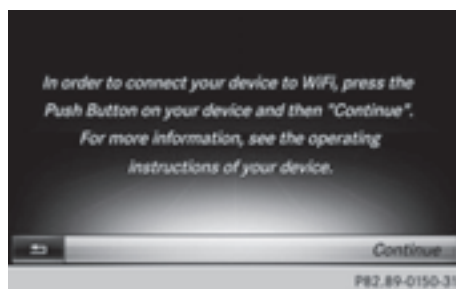 In order to connect your device to WiFi, press the
Push Button on your device and then "Continue".
For more information, see the operating
instructions of your device.
Continue
P82.89-0150-31